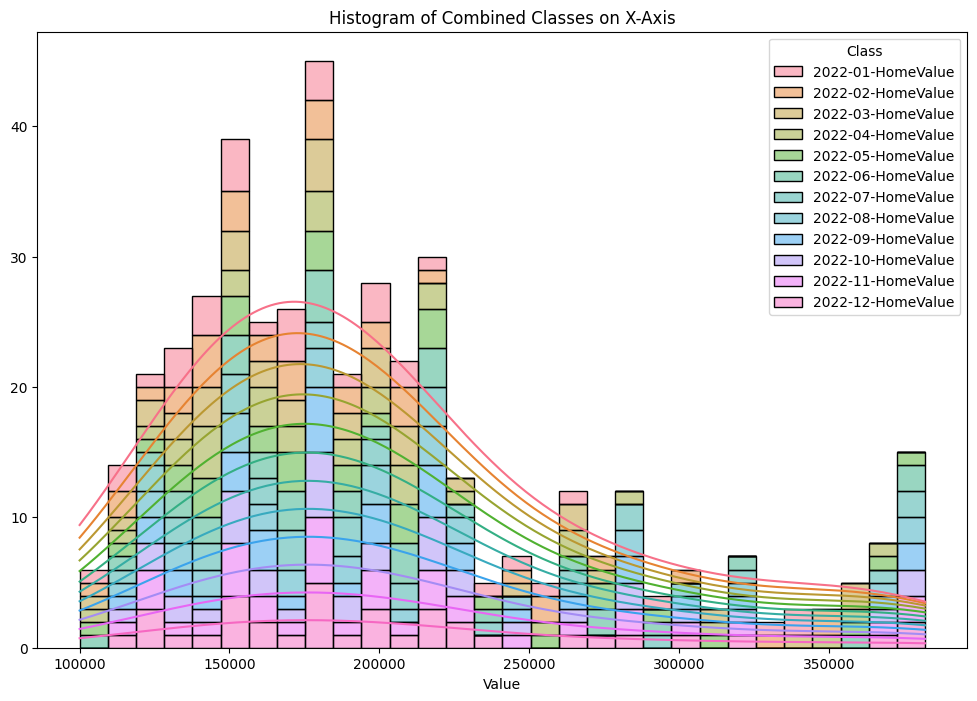 Histogram of Combined Classes on X-Axis
Class
2022-01-HomeValue
2022-02-HomeValue
2022-03-HomeValue
2022-04-HomeValue
2022-05-HomeValue
2022-06-HomeValue
2022-07-HomeValue
2022-08-HomeValue
2022-09-HomeValue
2022-10-HomeValue
2022-11-HomeValue
2022-12-HomeValue
40
30
20
10
0
100000 150000 200000 250000 300000 350000
Value